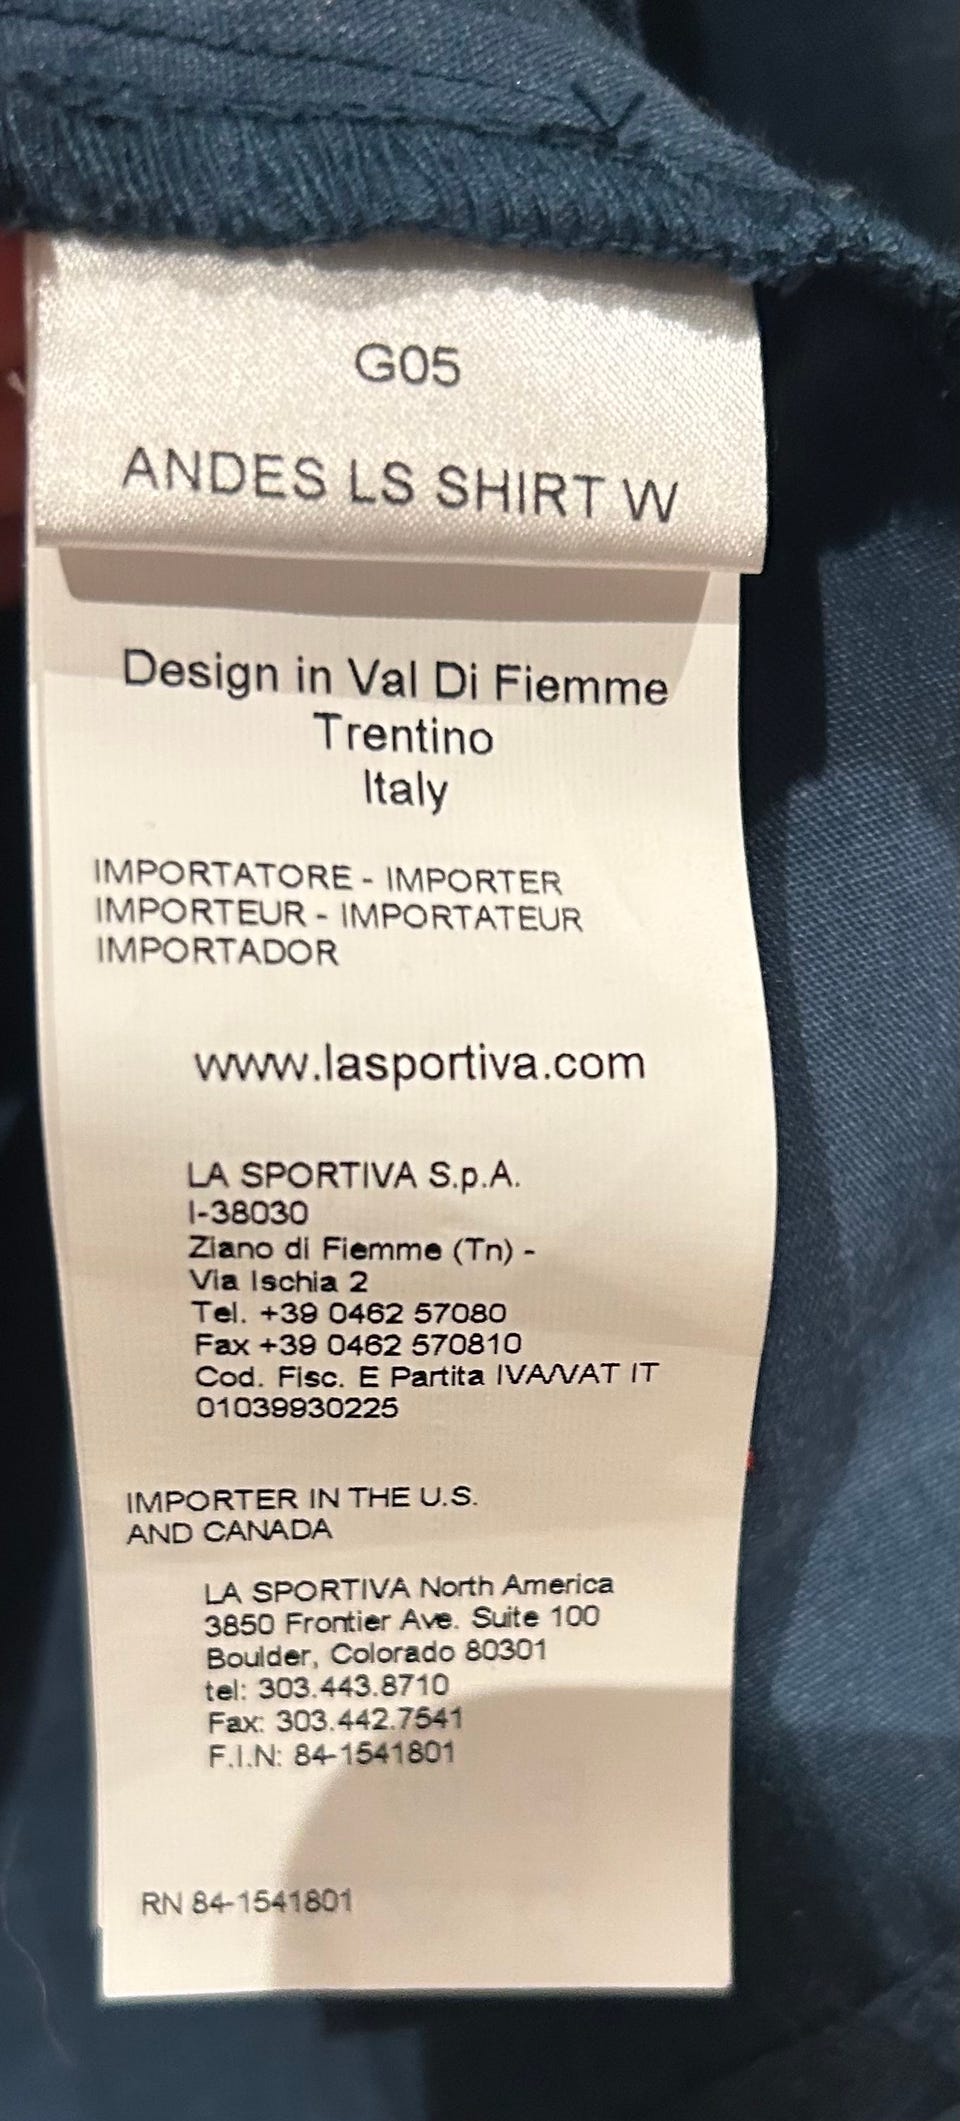 G05
ANDES LS SHIRT W
Design in Val Di Fiemme
Trentino
Italy
IMPORTATORE - IMPORTER
IMPORTEUR - IMPORTATEUR
IMPORTADOR
www.lasportiva.com
LA SPORTIVA S.p.A.
I-38030
Ziano di Fiemme (Tn) -
Via Ischia 2
Tel. +39 0462 57080
Fax +39 0462 570810
Cod. Fisc. E Partita IVA/VAT IT
01039930225
IMPORTER IN THE U.S.
AND CANADA
LA SPORTIVA North America
3850 Frontier Ave. Suite 100
Boulder, Colorado 80301
tel: 303.443.8710
Fax: 303.442.7541
F.I.N: 84-1541801
RN 84-1541801